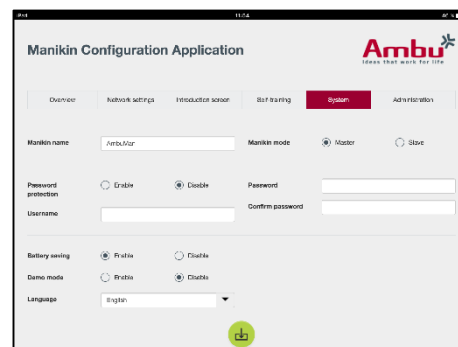 iPad 11:54
Manikin Configuration Application
Ambu
Ideas that work for life
Overview Network settings Introduction screen Self-training System Administration
Manikin name AmbuMan Manikin mode Master Slave
Password protection Enable Disable Password
Username Confirm password
Battery saving Enable Disable
Demo mode Enable Disable
Language English